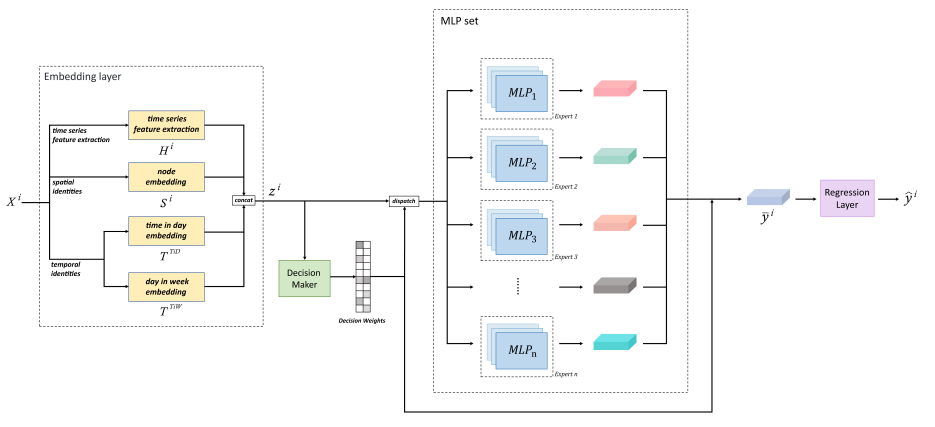 MLP set
Embedding layer
time series
feature extraction
H^i
time series
feature extraction
node
embedding
S^i
spatial
identities
X^i
concat
z^i
dispatch
time in day
embedding
T^TiD
temporal
identities
day in week
embedding
T^TiW
Decision
Maker
Decision Weights
MLP_1
Expert 1
MLP_2
Expert 2
MLP_3
Expert 3
MLP_n
Expert n
y̅^i
Regression
Layer
ŷ^i